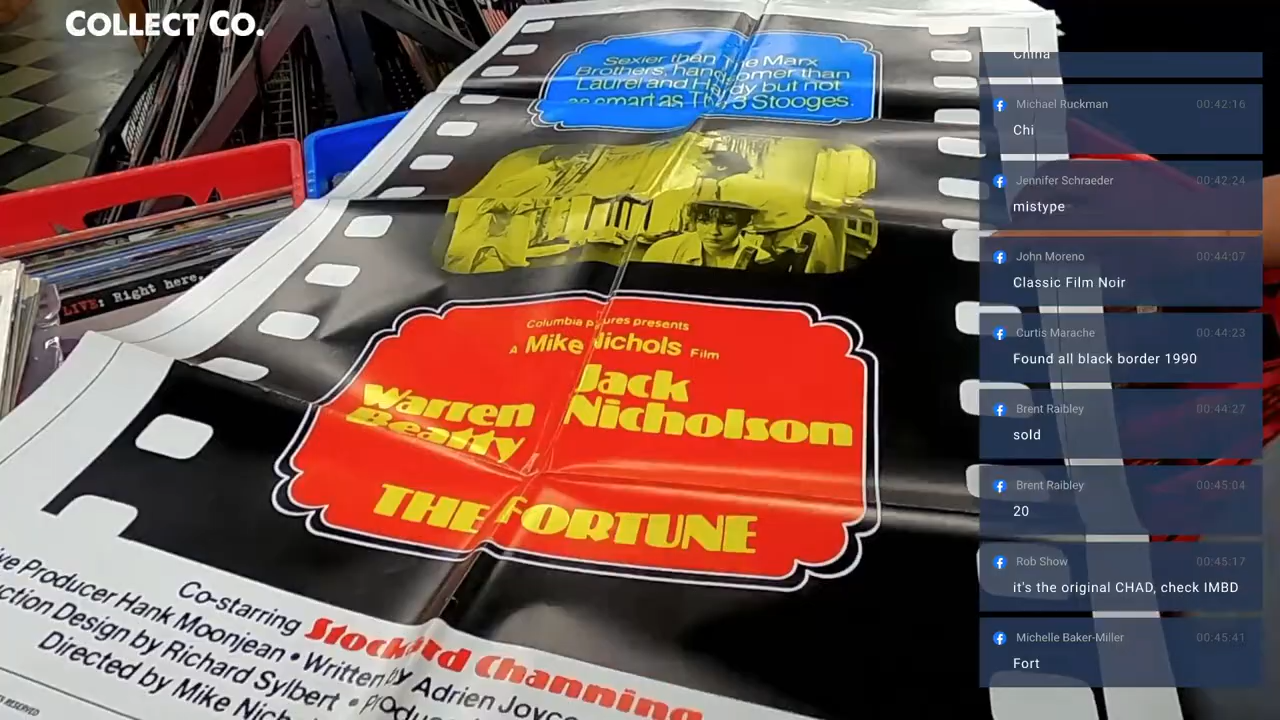 COLLECT CO.
Sexier than The Marx
Brothers, handsomer than
Laurel and Hardy but not
as smart as The 3 Stooges.
LIVE: Right here,
Columbia pictures presents
A Mike Nichols Film
Warren
Beatty
Jack
Nicholson
THE FORTUNE
Co-starring Stockard Channing
ive Producer Hank Moonjean • Written by Adrien Joyce
ction Design by Richard Sylbert • Produce
Directed by Mike Nich
S RESERVED
China
Michael Ruckman 00:42:16
Chi
Jennifer Schraeder 00:42:24
mistype
John Moreno 00:44:07
Classic Film Noir
Curtis Marache 00:44:23
Found all black border 1990
Brent Raibley 00:44:27
sold
Brent Raibley 00:45:04
20
Rob Show 00:45:17
it's the original CHAD, check IMBD
Michelle Baker-Miller 00:45:41
Fort